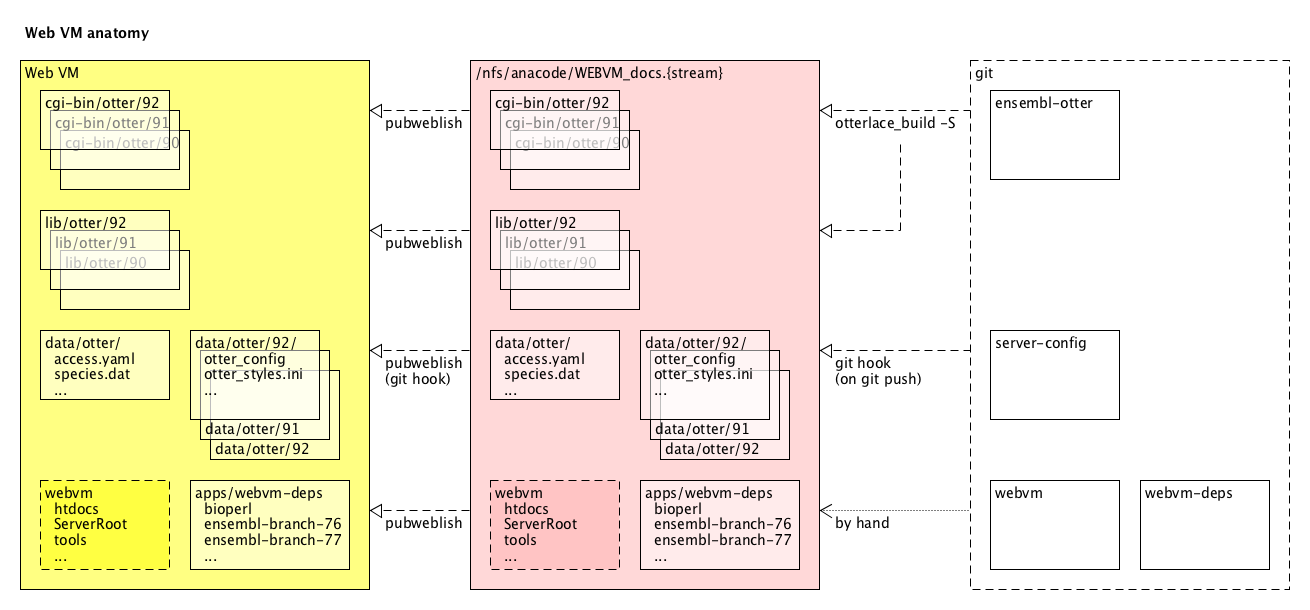 Web VM anatomy
Web VM
cgi-bin/otter/92
cgi-bin/otter/91
cgi-bin/otter/90
lib/otter/92
lib/otter/91
lib/otter/90
data/otter/
access.yaml
species.dat
...
data/otter/92/
otter_config
otter_styles.ini
...
data/otter/91
data/otter/92
webvm
htdocs
ServerRoot
tools
...
apps/webvm-deps
bioperl
ensembl-branch-76
ensembl-branch-77
...
pubweblish
pubweblish
pubweblish
(git hook)
pubweblish
/nfs/anacode/WEBVM_docs.{stream}
cgi-bin/otter/92
cgi-bin/otter/91
cgi-bin/otter/90
lib/otter/92
lib/otter/91
lib/otter/90
data/otter/
access.yaml
species.dat
...
data/otter/92/
otter_config
otter_styles.ini
...
data/otter/91
data/otter/92
webvm
htdocs
ServerRoot
tools
...
apps/webvm-deps
bioperl
ensembl-branch-76
ensembl-branch-77
...
otterlace_build -S
git hook
(on git push)
by hand
git
ensembl-otter
server-config
webvm
webvm-deps